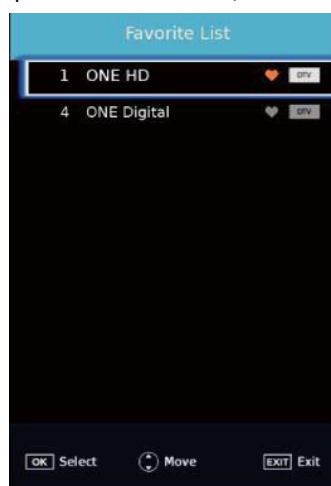 Favorite List
1 ONE HD DTV
4 ONE Digital DTV
OK Select Move EXIT Exit